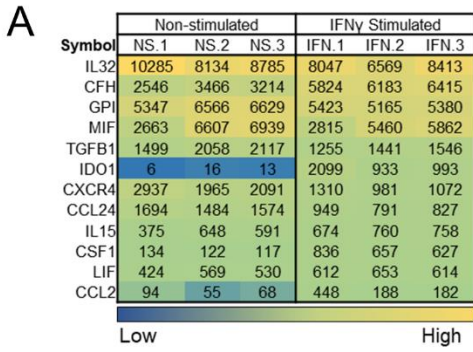 A
Non-stimulated IFNγ Stimulated
Symbol NS.1 NS.2 NS.3 IFN.1 IFN.2 IFN.3
IL32 10285 8134 8785 8047 6569 8413
CFH 2546 3466 3214 5824 6183 6415
GPI 5347 6566 6629 5423 5165 5380
MIF 2663 6607 6939 2815 5460 5862
TGFB1 1499 2058 2117 1255 1441 1546
IDO1 6 16 13 2099 933 993
CXCR4 2937 1965 2091 1310 981 1072
CCL24 1694 1484 1574 949 791 827
IL15 375 648 591 674 760 758
CSF1 134 122 117 836 657 627
LIF 424 569 530 612 653 614
CCL2 94 55 68 448 188 182
Low High